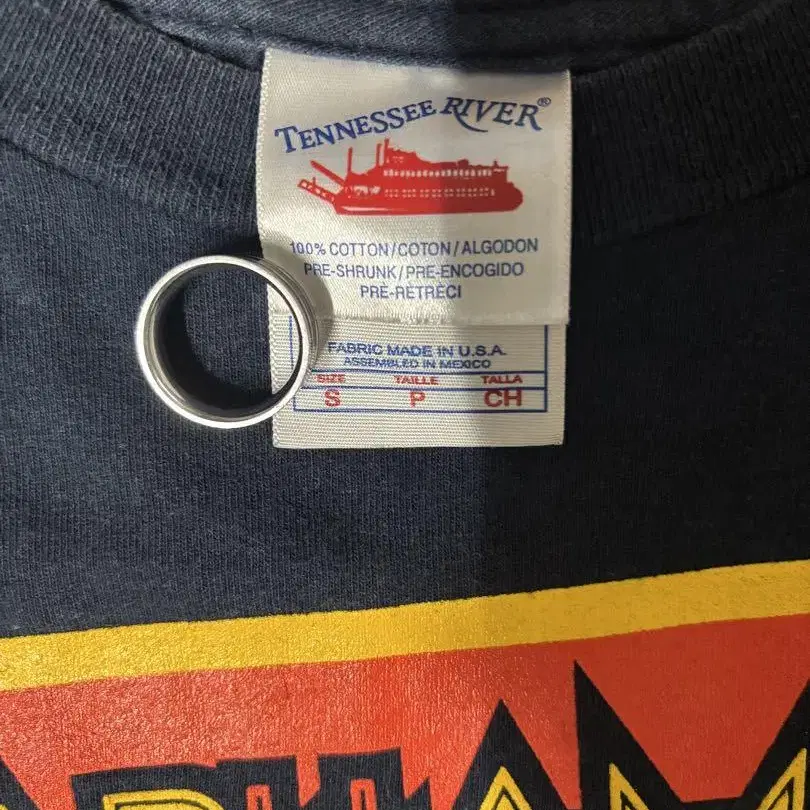 TENNESSEE RIVER®
100% COTTON/COTON/ALGODON
PRE-SHRUNK/PRE-ENCOGIDO
PRÉ-RÉTRÉCI
FABRIC MADE IN U.S.A.
ASSEMBLED IN MEXICO
SIZE TAILLE TALLA
S P CH